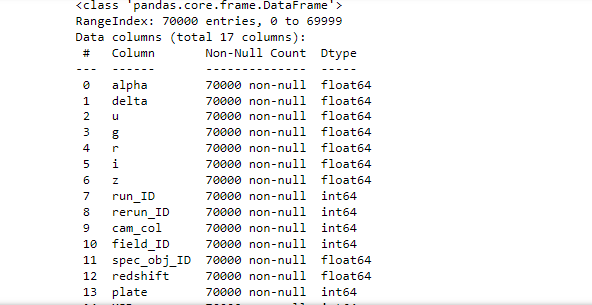 <class 'pandas.core.frame.DataFrame'>
RangeIndex: 70000 entries, 0 to 69999
Data columns (total 17 columns):
 #   Column       Non-Null Count  Dtype
---  ------       --------------  -----
 0   alpha        70000 non-null  float64
 1   delta        70000 non-null  float64
 2   u            70000 non-null  float64
 3   g            70000 non-null  float64
 4   r            70000 non-null  float64
 5   i            70000 non-null  float64
 6   z            70000 non-null  float64
 7   run_ID       70000 non-null  int64
 8   rerun_ID     70000 non-null  int64
 9   cam_col      70000 non-null  int64
 10  field_ID     70000 non-null  int64
 11  spec_obj_ID  70000 non-null  float64
 12  redshift     70000 non-null  float64
 13  plate        70000 non-null  int64